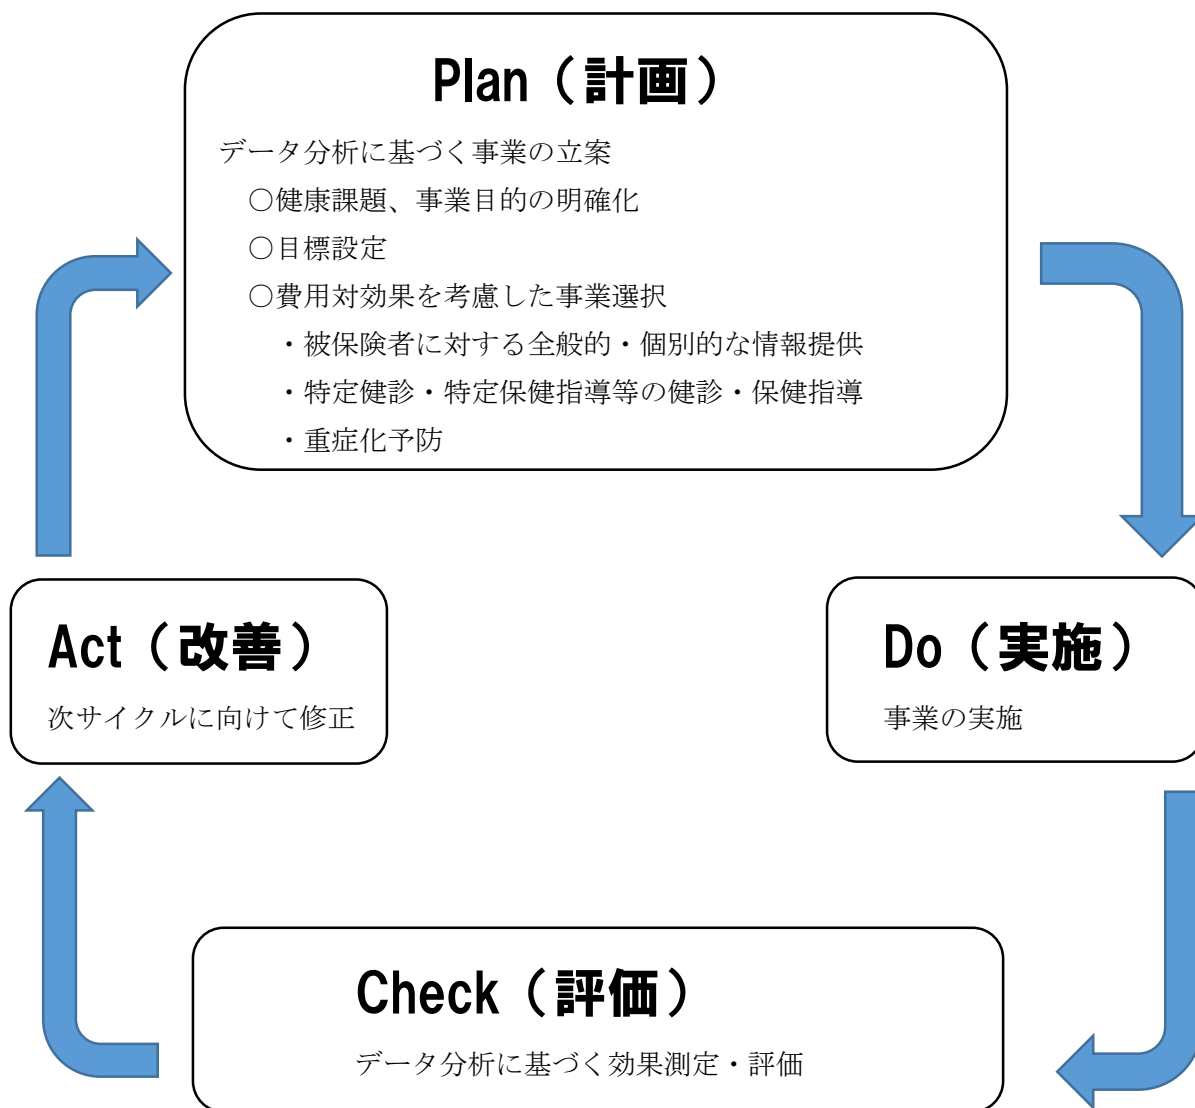 Plan（計画）
データ分析に基づく事業の立案
○健康課題、事業目的の明確化
○目標設定
○費用対効果を考慮した事業選択
・被保険者に対する全般的・個別的な情報提供
・特定健診・特定保健指導等の健診・保健指導
・重症化予防
Do（実施）
事業の実施
Check（評価）
データ分析に基づく効果測定・評価
Act（改善）
次サイクルに向けて修正